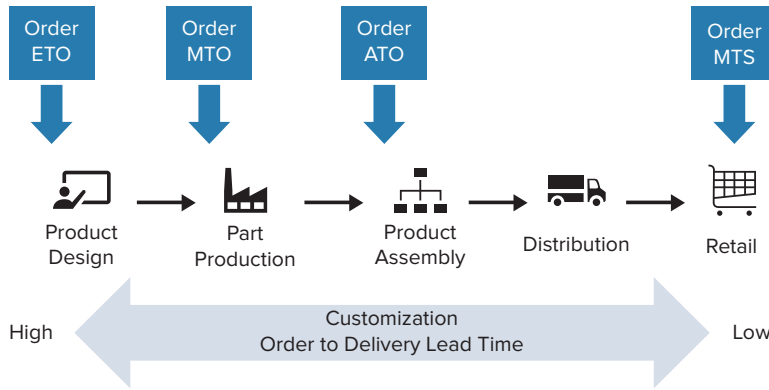 Order
ETO
Order
MTO
Order
ATO
Order
MTS
Product
Design
Part
Production
Product
Assembly
Distribution
Retail
High
Customization
Order to Delivery Lead Time
Low